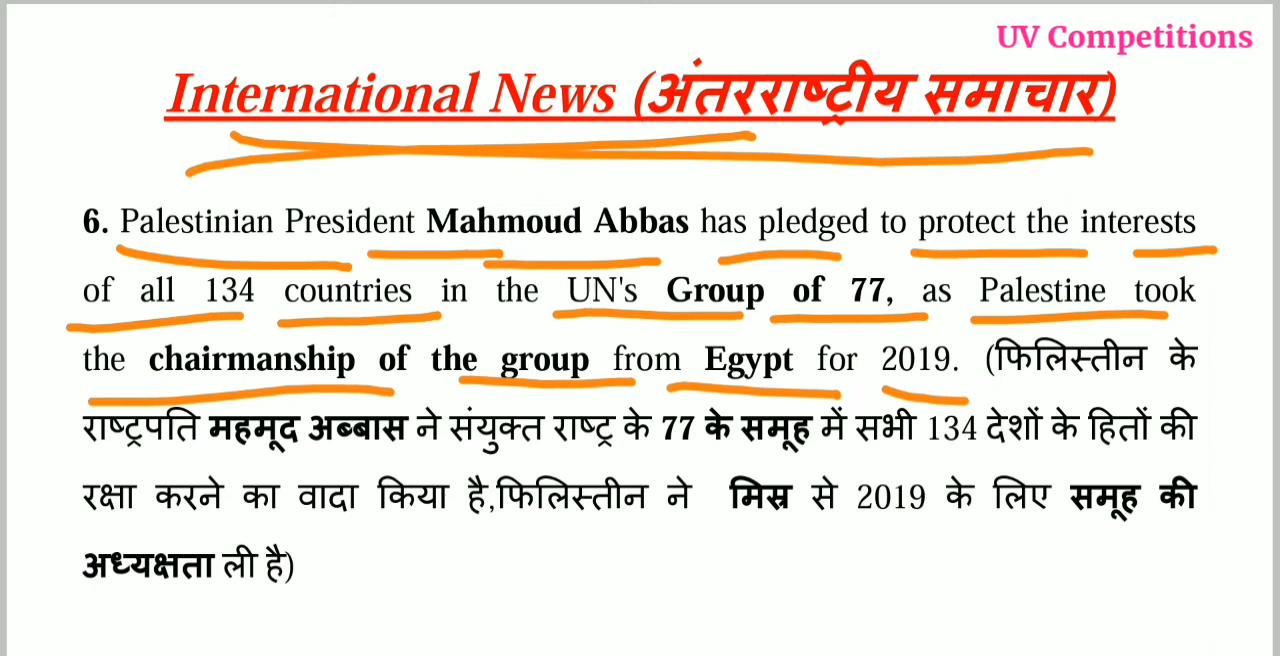 UV Competitions
International News (अंतरराष्ट्रीय समाचार)
6. Palestinian President Mahmoud Abbas has pledged to protect the interests
of all 134 countries in the UN's Group of 77, as Palestine took
the chairmanship of the group from Egypt for 2019. (फिलिस्तीन के
राष्ट्रपति महमूद अब्बास ने संयुक्त राष्ट्र के 77 के समूह में सभी 134 देशों के हितों की
रक्षा करने का वादा किया है,फिलिस्तीन ने मिस्र से 2019 के लिए समूह की
अध्यक्षता ली है)